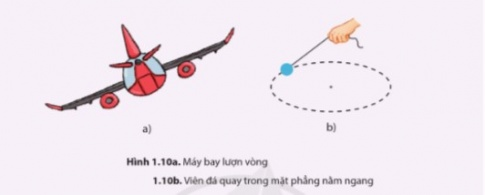 a)
b)
Hình 1.10a. Máy bay lượn vòng
1.10b. Viên đá quay trong mặt phẳng nằm ngang